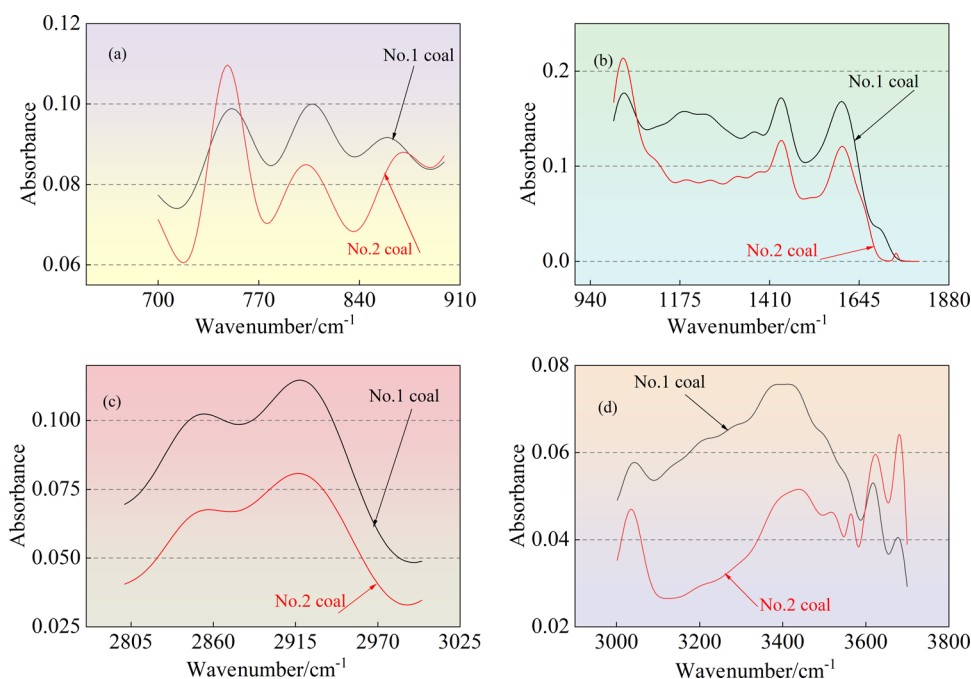 (a)
No.1 coal
No.2 coal
Absorbance
0.12
0.10
0.08
0.06
700 770 840 910
Wavenumber/cm-1
(b)
No.1 coal
No.2 coal
Absorbance
0.2
0.1
0.0
940 1175 1410 1645 1880
Wavenumber/cm-1
(c)
No.1 coal
No.2 coal
Absorbance
0.100
0.075
0.050
0.025
2805 2860 2915 2970 3025
Wavenumber/cm-1
(d)
No.1 coal
No.2 coal
Absorbance
0.08
0.06
0.04
0.02
3000 3200 3400 3600 3800
Wavenumber/cm-1